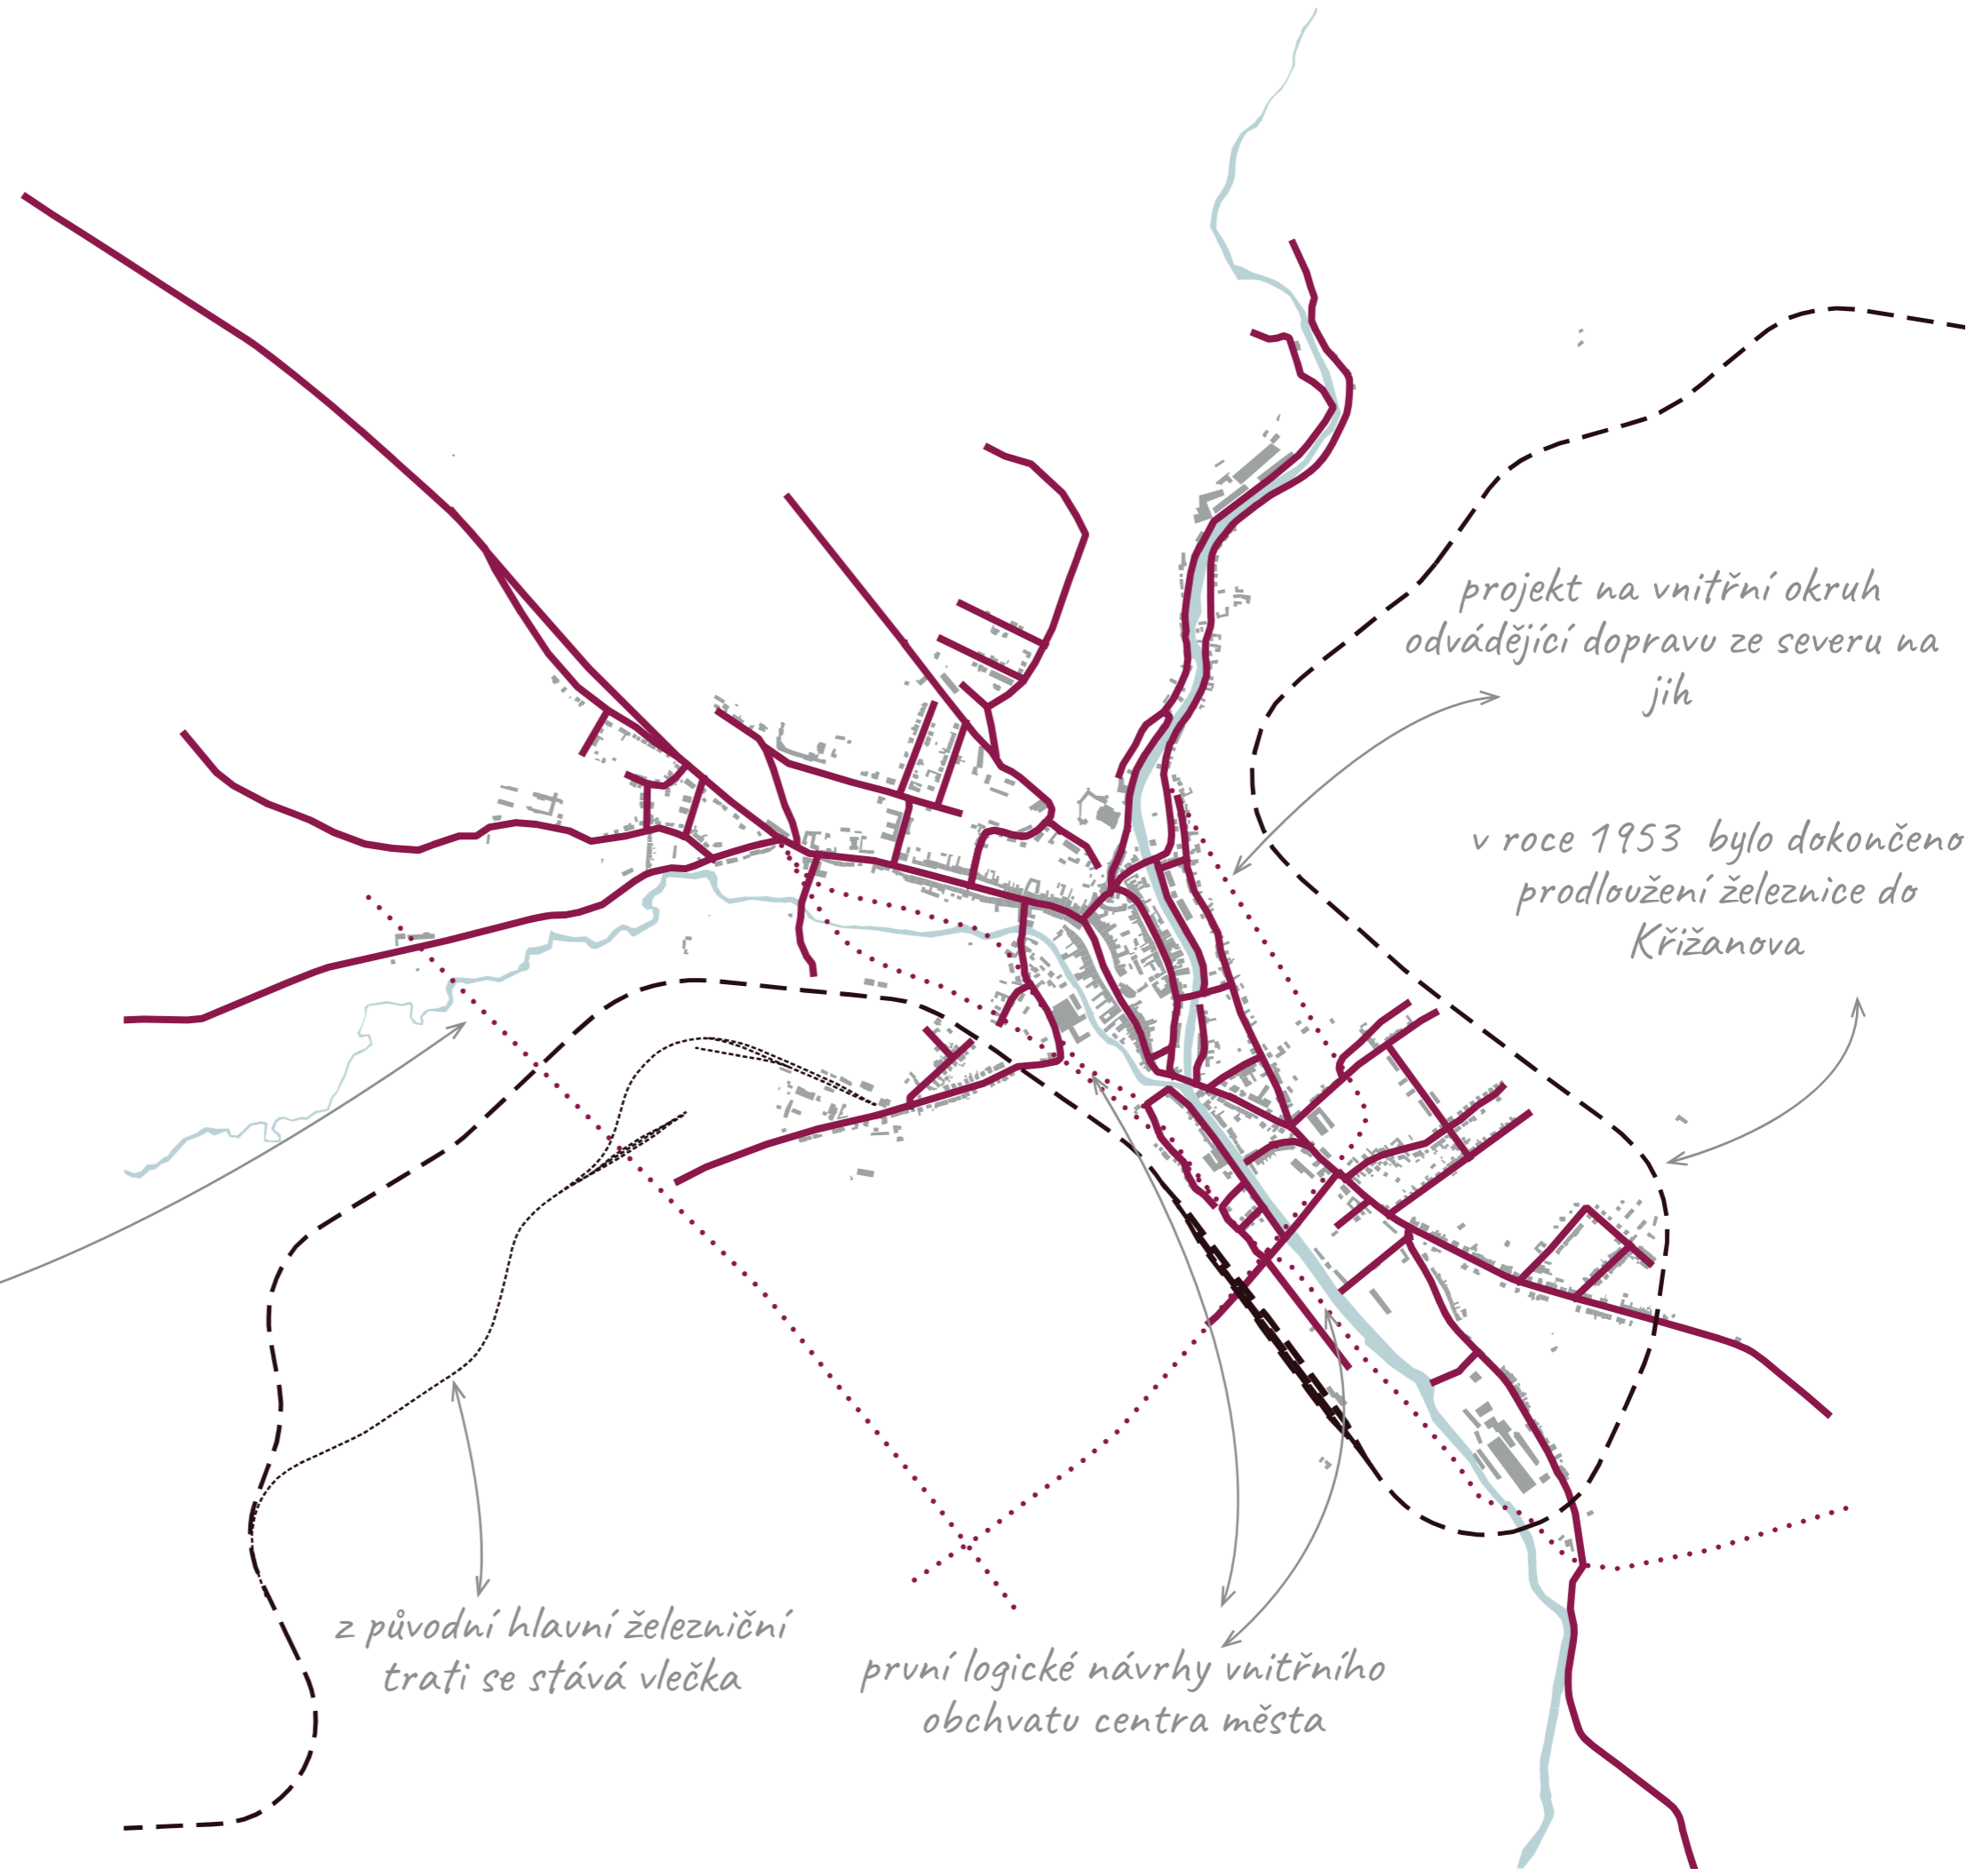 projekt na vnitřní okruh
odvádějící dopravu ze severu na
jih
v roce 1953 bylo dokončeno
prodloužení železnice do
Křižanova
z původní hlavní železniční
trati se stává vlečka
první logické návrhy vnitřního
obchvatu centra města